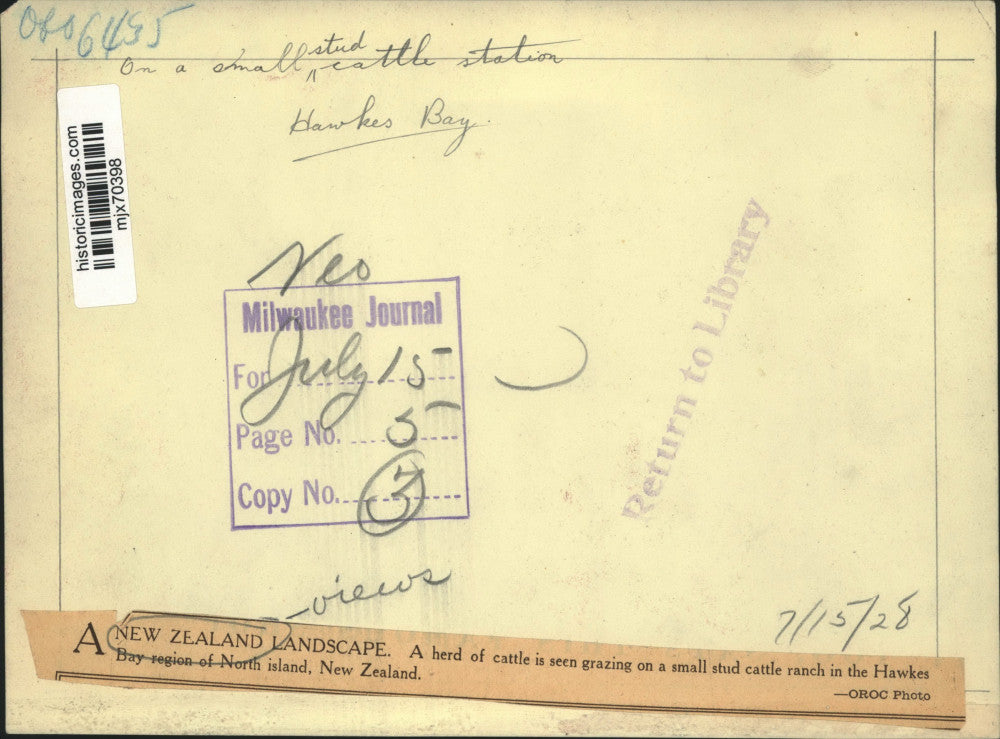 On a small stud cattle station
Hawkes Bay.
historicimages.com
mjx70398
Milwaukee Journal
For July 15
Page No. 5
Copy No. 3
Return to Library
-views
7/15/28
A NEW ZEALAND LANDSCAPE. A herd of cattle is seen grazing on a small stud cattle ranch in the Hawkes
Bay region of North island, New Zealand.
—OROC Photo